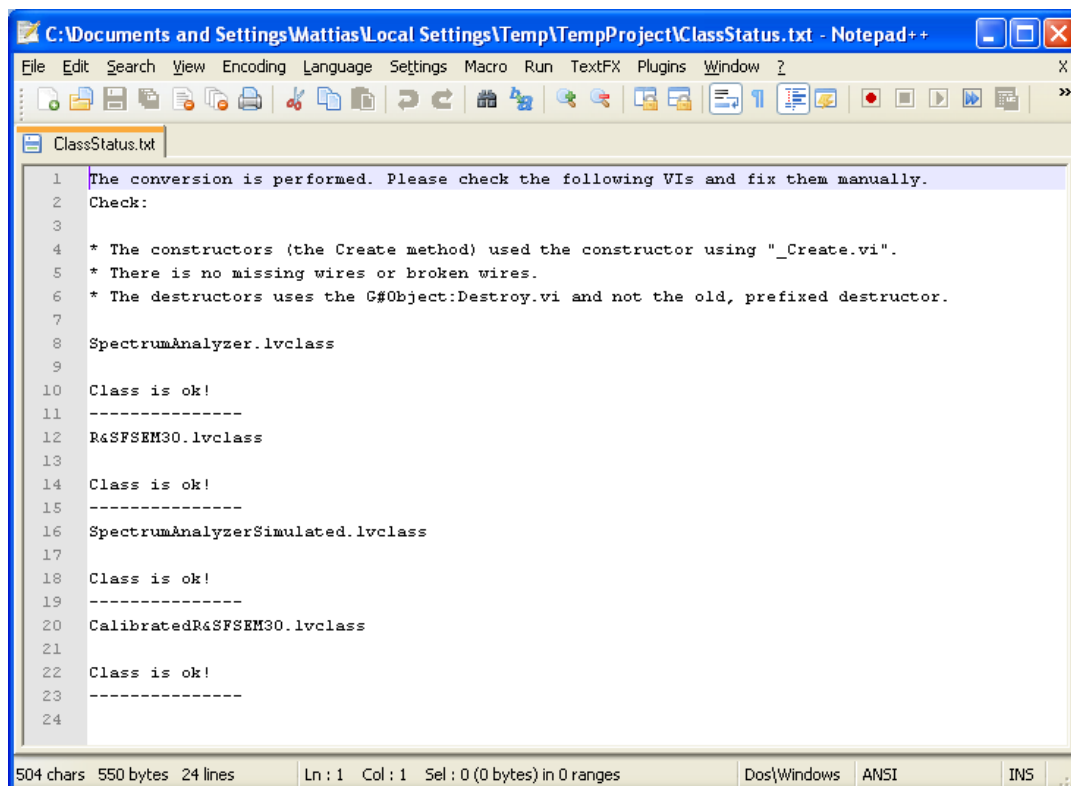 C:\Documents and Settings\Mattias\Local Settings\Temp\TempProject\ClassStatus.txt - Notepad++
File Edit Search View Encoding Language Settings Macro Run TextFX Plugins Window ? X
ClassStatus.txt
1 The conversion is performed. Please check the following VIs and fix them manually.
2 Check:
3
4 * The constructors (the Create method) used the constructor using "_Create.vi".
5 * There is no missing wires or broken wires.
6 * The destructors uses the G#Object:Destroy.vi and not the old, prefixed destructor.
7
8 SpectrumAnalyzer.lvclass
9
10 Class is ok!
11 ---------------
12 R&SFSEM30.lvclass
13
14 Class is ok!
15 ---------------
16 SpectrumAnalyzerSimulated.lvclass
17
18 Class is ok!
19 ---------------
20 CalibratedR&SFSEM30.lvclass
21
22 Class is ok!
23 ---------------
24
504 chars 550 bytes 24 lines Ln : 1 Col : 1 Sel : 0 (0 bytes) in 0 ranges Dos\Windows ANSI INS